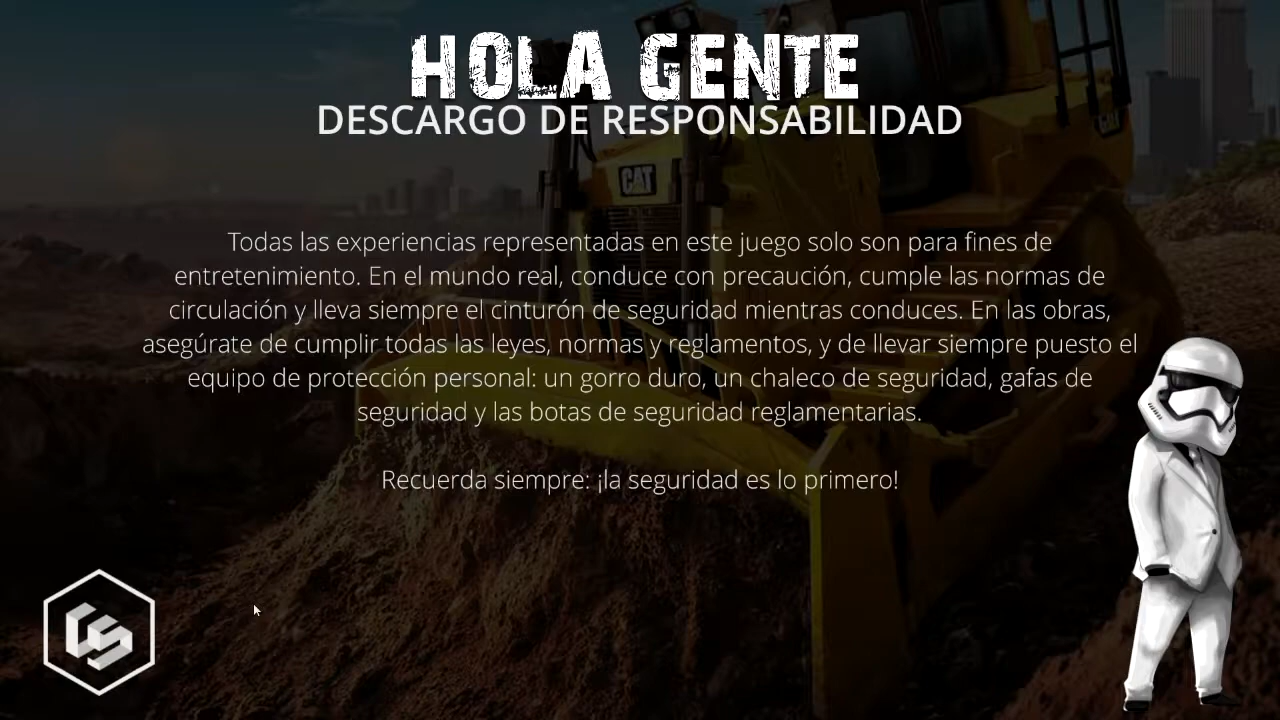 HOLA GENTE
DESCARGO DE RESPONSABILIDAD
CAT
CAT
Todas las experiencias representadas en este juego solo son para fines de
entretenimiento. En el mundo real, conduce con precaución, cumple las normas de
circulación y lleva siempre el cinturón de seguridad mientras conduces. En las obras,
asegúrate de cumplir todas las leyes, normas y reglamentos, y de llevar siempre puesto el
equipo de protección personal: un gorro duro, un chaleco de seguridad, gafas de
seguridad y las botas de seguridad reglamentarias.
Recuerda siempre: ¡la seguridad es lo primero!